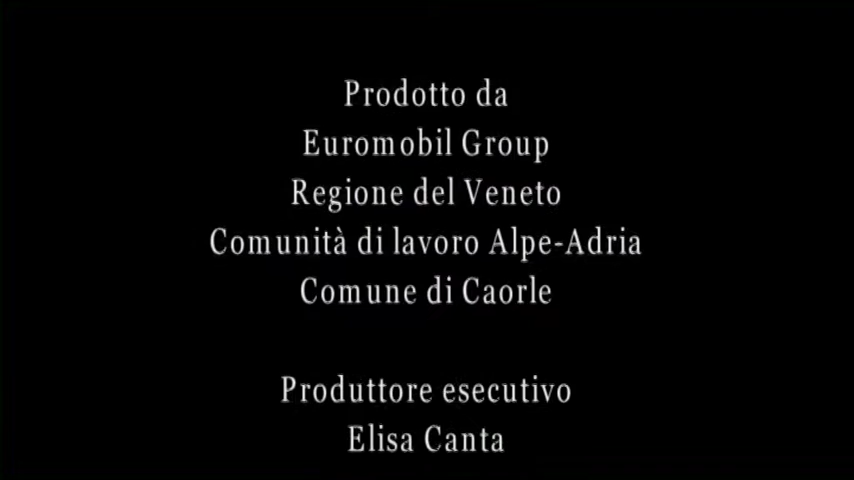 Prodotto da
Euromobil Group
Regione del Veneto
Comunità di lavoro Alpe-Adria
Comune di Caorle
Produttore esecutivo
Elisa Canta